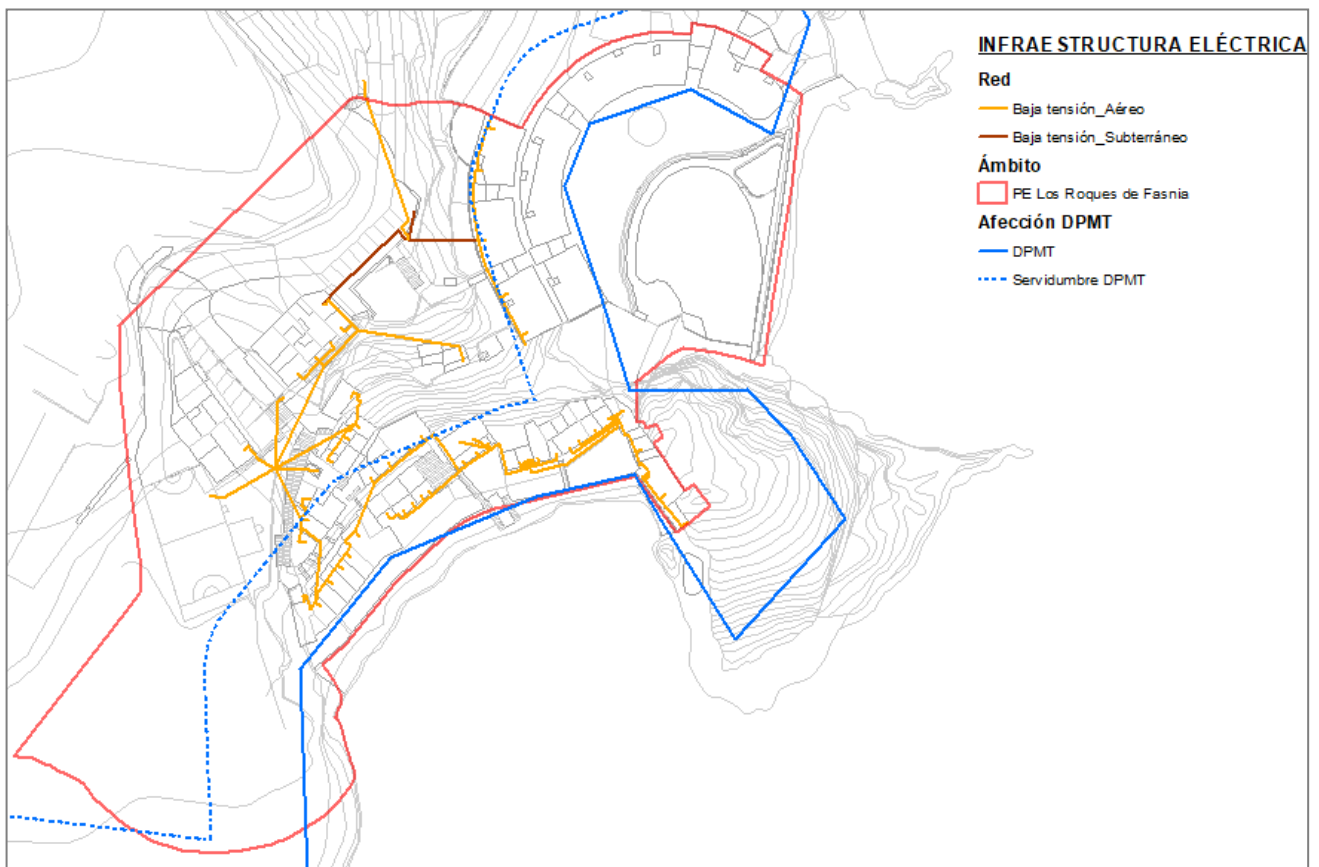 INFRAESTRUCTURA ELÉCTRICA
Red
Baja tensión_Aéreo
Baja tensión_Subterráneo
Ámbito
PE Los Roques de Fasnia
Afección DPMT
DPMT
Servidumbre DPMT